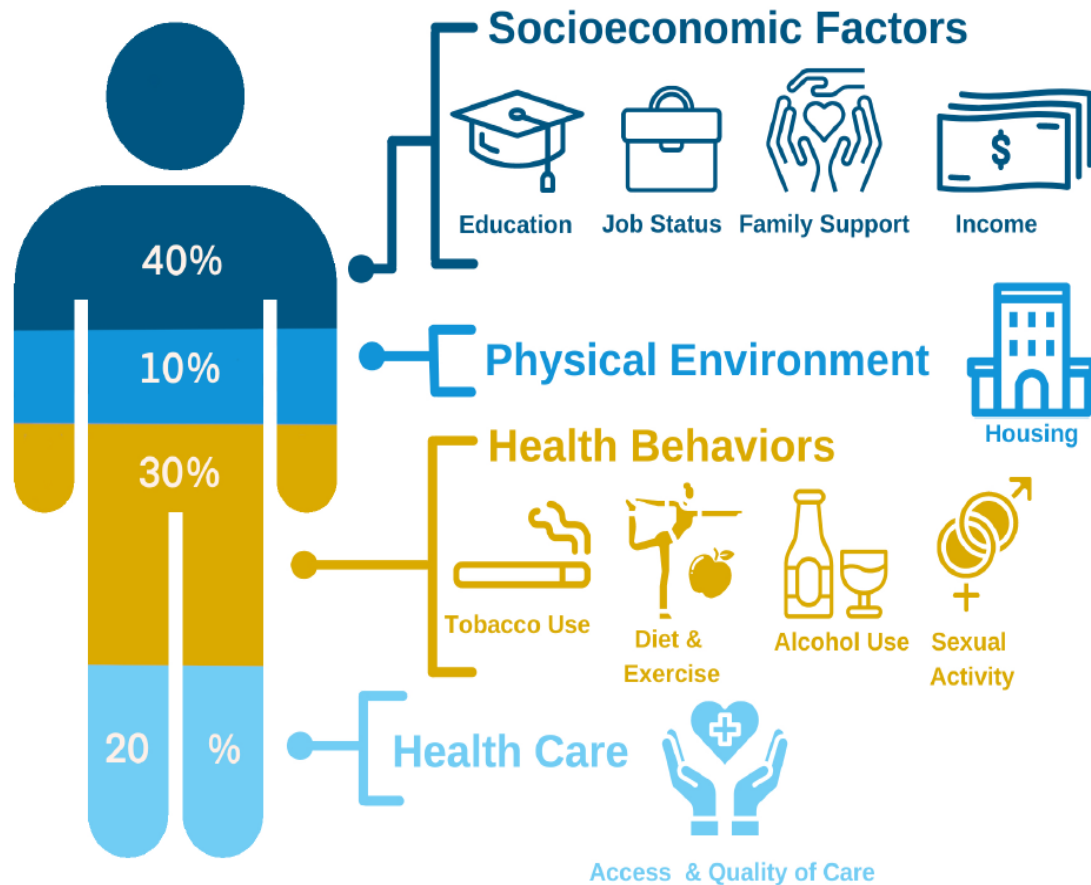 Socioeconomic Factors
$
Education Job Status Family Support Income
40%
10%
Physical Environment
Housing
30%
Health Behaviors
Tobacco Use
Diet &
Exercise
Alcohol Use
Sexual
Activity
20 %
Health Care
Access & Quality of Care